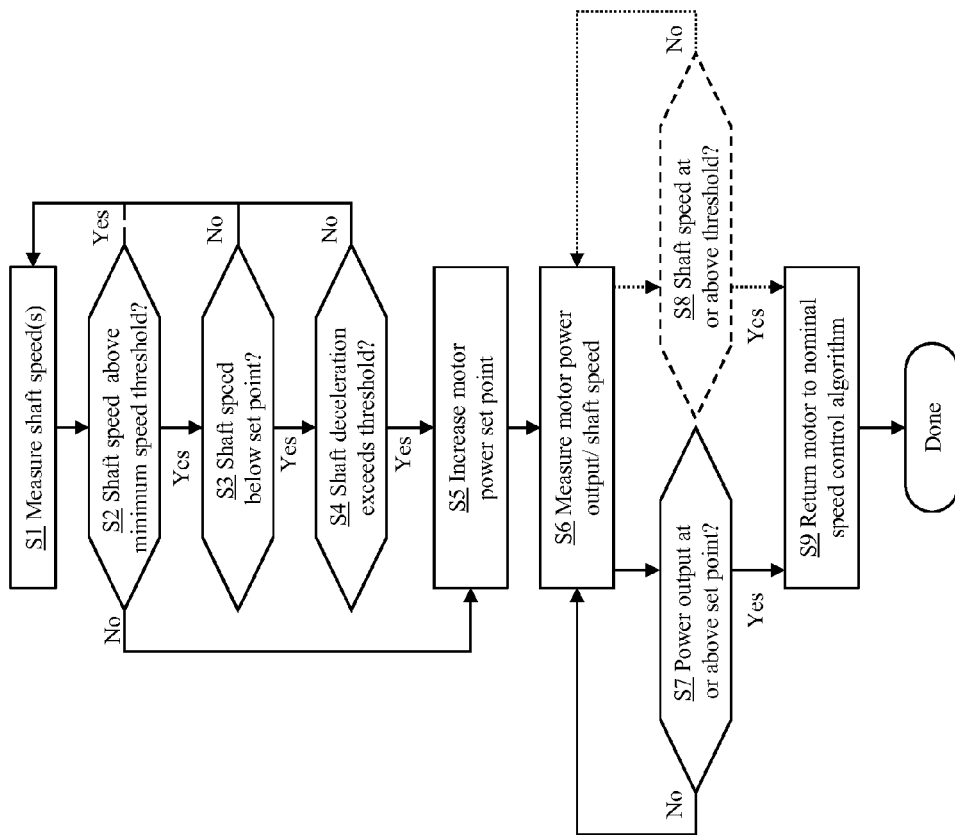 S1 Measure shaft speed(s)
S2 Shaft speed above
minimum speed threshold?
Yes
No
Yes
S3 Shaft speed
below set point?
No
Yes
S4 Shaft deceleration
exceeds threshold?
No
Yes
S5 Increase motor
power set point
S6 Measure motor power
output/ shaft speed
S7 Power output at
or above set point?
No
Yes
S8 Shaft speed at
or above threshold?
No
Yes
S9 Return motor to nominal
speed control algorithm
Done